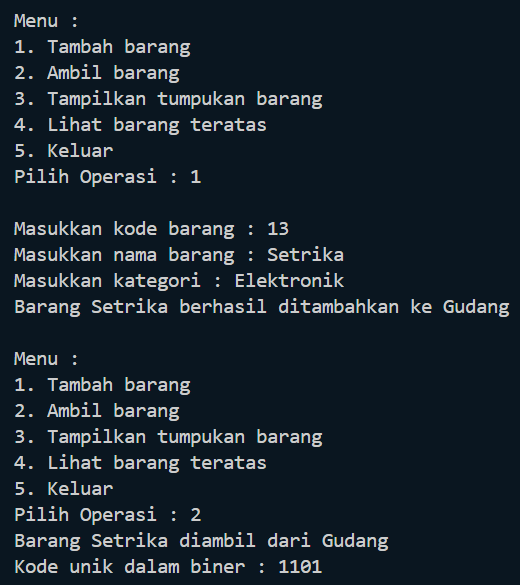 Menu :
1. Tambah barang
2. Ambil barang
3. Tampilkan tumpukan barang
4. Lihat barang teratas
5. Keluar
Pilih Operasi : 1
Masukkan kode barang : 13
Masukkan nama barang : Setrika
Masukkan kategori : Elektronik
Barang Setrika berhasil ditambahkan ke Gudang
Menu :
1. Tambah barang
2. Ambil barang
3. Tampilkan tumpukan barang
4. Lihat barang teratas
5. Keluar
Pilih Operasi : 2
Barang Setrika diambil dari Gudang
Kode unik dalam biner : 1101